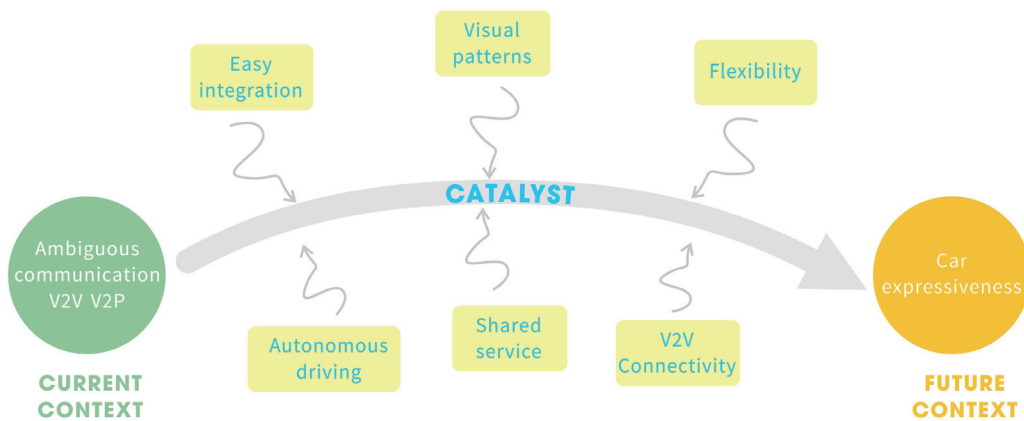 Visual
patterns
Easy
integration
Flexibility
CATALYST
Ambiguous
communication
V2V V2P
Car
expressiveness
Autonomous
driving
Shared
service
V2V
Connectivity
CURRENT
CONTEXT
FUTURE
CONTEXT